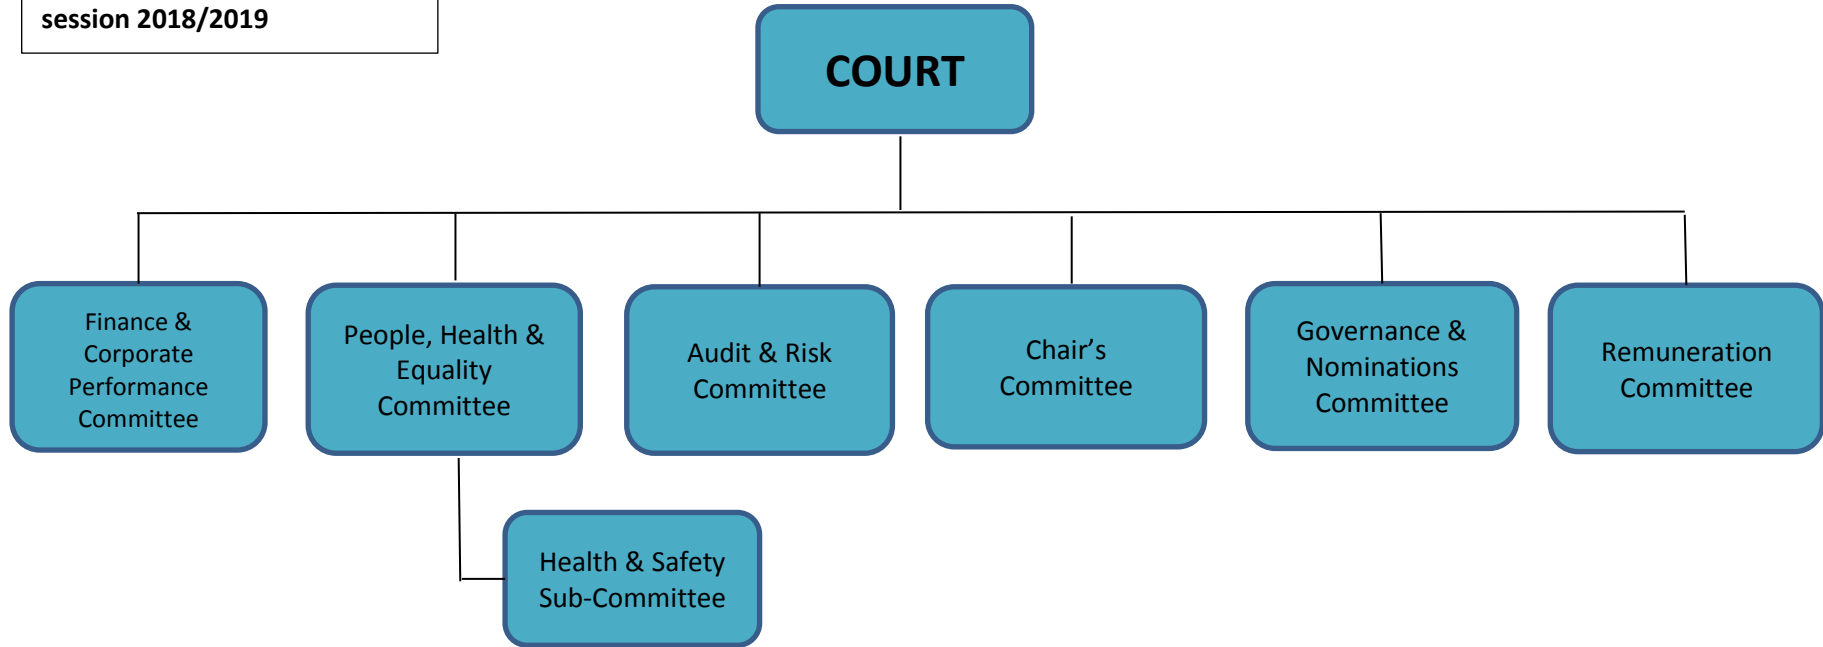 session 2018/2019
COURT
Finance &
Corporate
Performance
Committee
People, Health &
Equality
Committee
Audit & Risk
Committee
Chair’s
Committee
Governance &
Nominations
Committee
Remuneration
Committee
Health & Safety
Sub-Committee